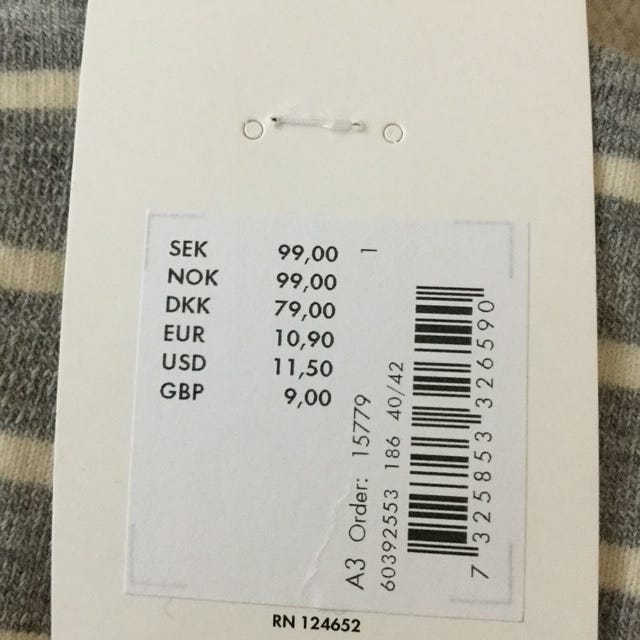 SEK 99,00 1
NOK 99,00
DKK 79,00
EUR 10,90
USD 11,50
GBP 9,00
A3 Order: 15779
60392553 186 40/42
7 325853 326590
RN 124652